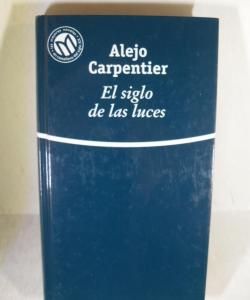 Alejo
Carpentier
El siglo
de las luces